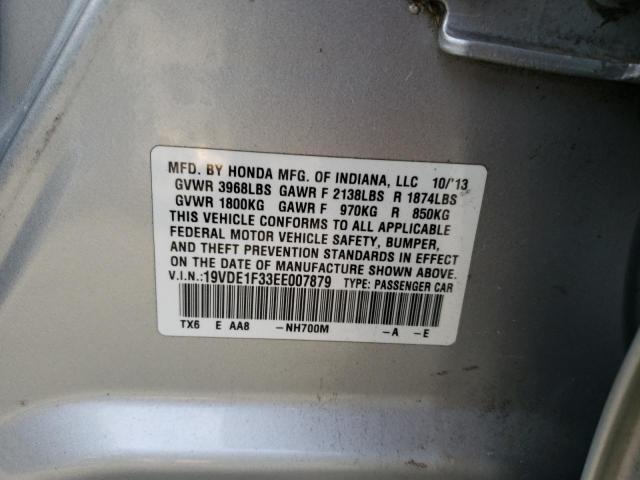 MFD. BY HONDA MFG. OF INDIANA, LLC 10/'13
GVWR 3968LBS GAWR F 2138LBS R 1874LBS
GVWR 1800KG GAWR F 970KG R 850KG
THIS VEHICLE CONFORMS TO ALL APPLICABLE
FEDERAL MOTOR VEHICLE SAFETY, BUMPER,
AND THEFT PREVENTION STANDARDS IN EFFECT
ON THE DATE OF MANUFACTURE SHOWN ABOVE.
V.I.N.:19VDE1F33EE007879 TYPE: PASSENGER CAR
TX6 E AA8 -NH700M -A -E